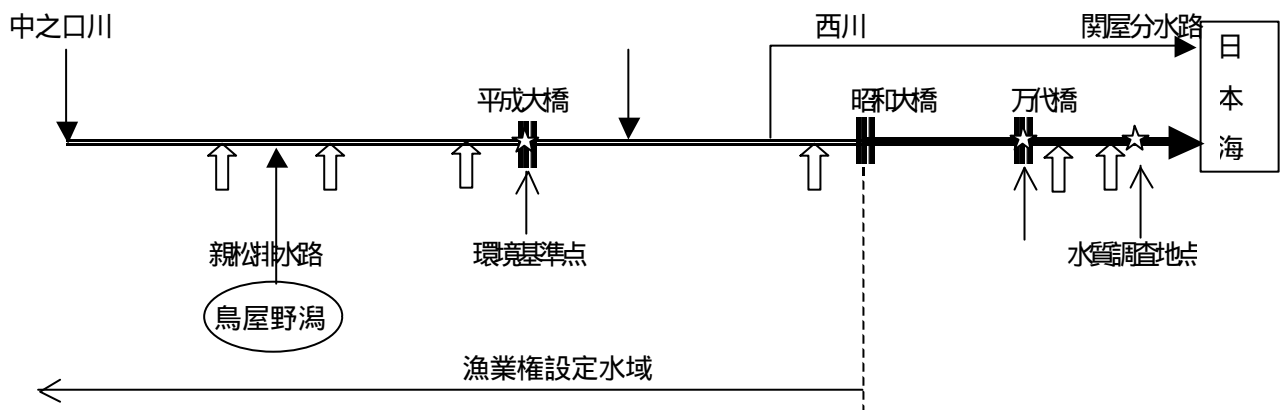 中之口川
西川
関屋分水路
日本海
平成大橋
昭和大橋
万代橋
親松排水路
環境基準点
水質調査地点
鳥屋野潟
漁業権設定水域